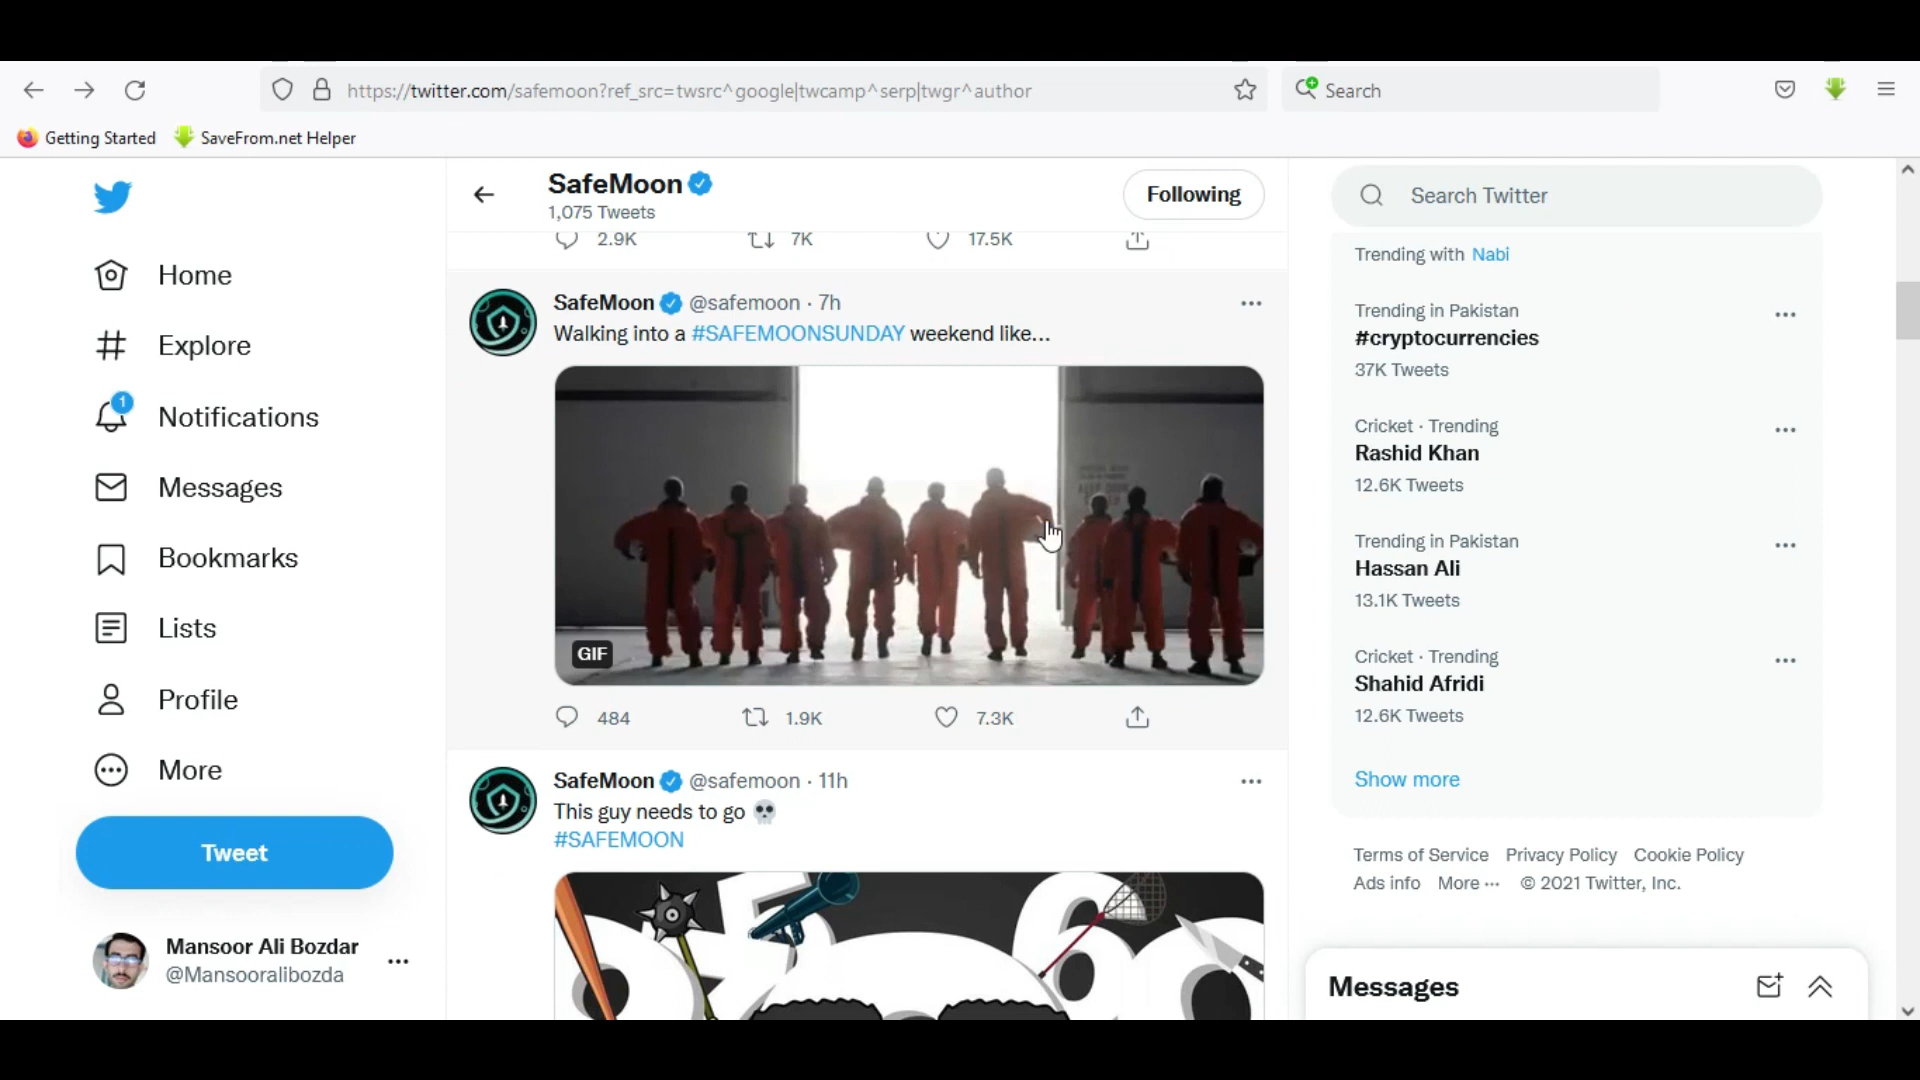 https://twitter.com/safemoon?ref_src=twsrc^google|twcamp^serp|twgr^author
Search
Getting Started
SaveFrom.net Helper
Home
Explore
1
Notifications
Messages
Bookmarks
Lists
Profile
More
Tweet
Mansoor Ali Bozdar
@Mansooralibozda
SafeMoon
1,075 Tweets
Following
2.9K 7K 17.5K
SafeMoon @safemoon · 7h
Walking into a #SAFEMOONSUNDAY weekend like...
GIF
484 1.9K 7.3K
SafeMoon @safemoon · 11h
This guy needs to go 💀
#SAFEMOON
Search Twitter
Trending with Nabi
Trending in Pakistan
#cryptocurrencies
37K Tweets
Cricket · Trending
Rashid Khan
12.6K Tweets
Trending in Pakistan
Hassan Ali
13.1K Tweets
Cricket · Trending
Shahid Afridi
12.6K Tweets
Show more
Terms of Service Privacy Policy Cookie Policy
Ads info More ··· © 2021 Twitter, Inc.
Messages